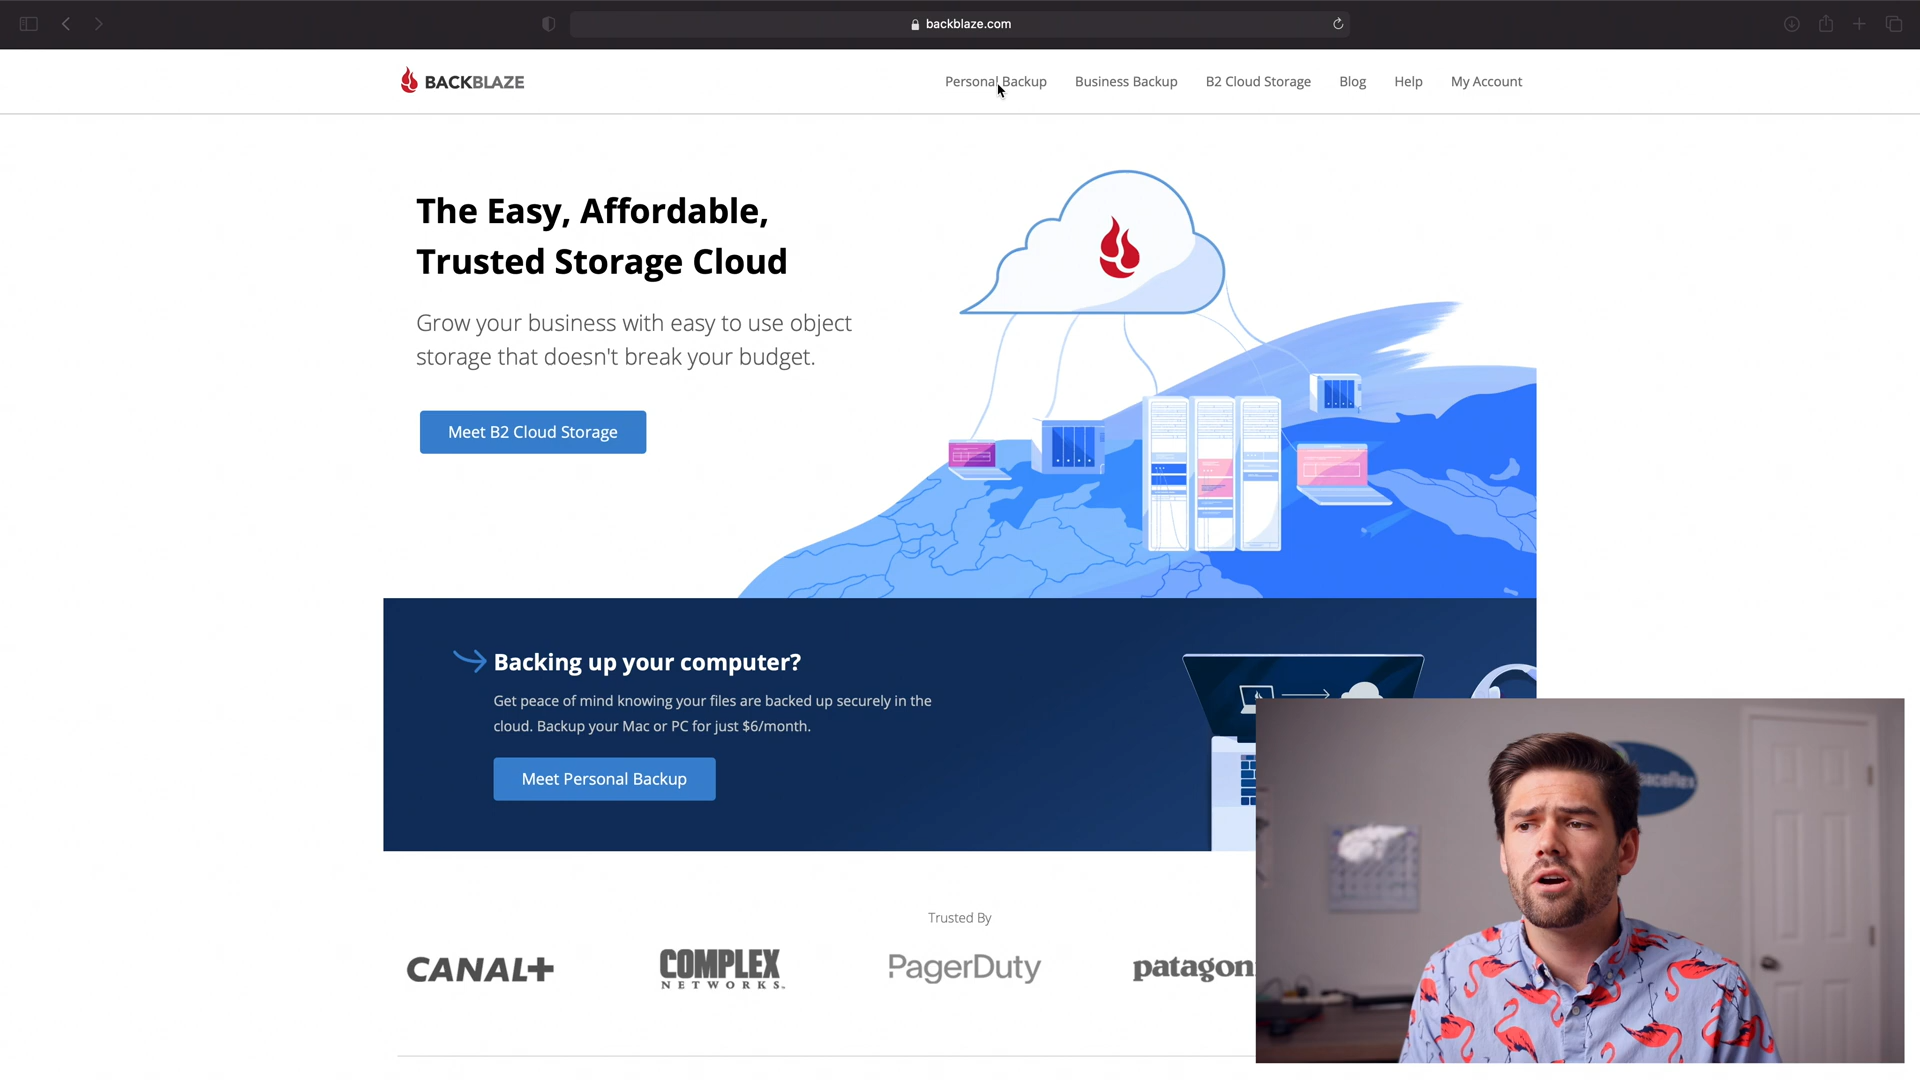 backblaze.com
BACKBLAZE
Personal Backup
Business Backup
B2 Cloud Storage
Blog
Help
My Account
The Easy, Affordable,
Trusted Storage Cloud
Grow your business with easy to use object
storage that doesn't break your budget.
Meet B2 Cloud Storage
Backing up your computer?
Get peace of mind knowing your files are backed up securely in the
cloud. Backup your Mac or PC for just $6/month.
Meet Personal Backup
Trusted By
CANAL+
COMPLEX
NETWORKS.
PagerDuty
patagon